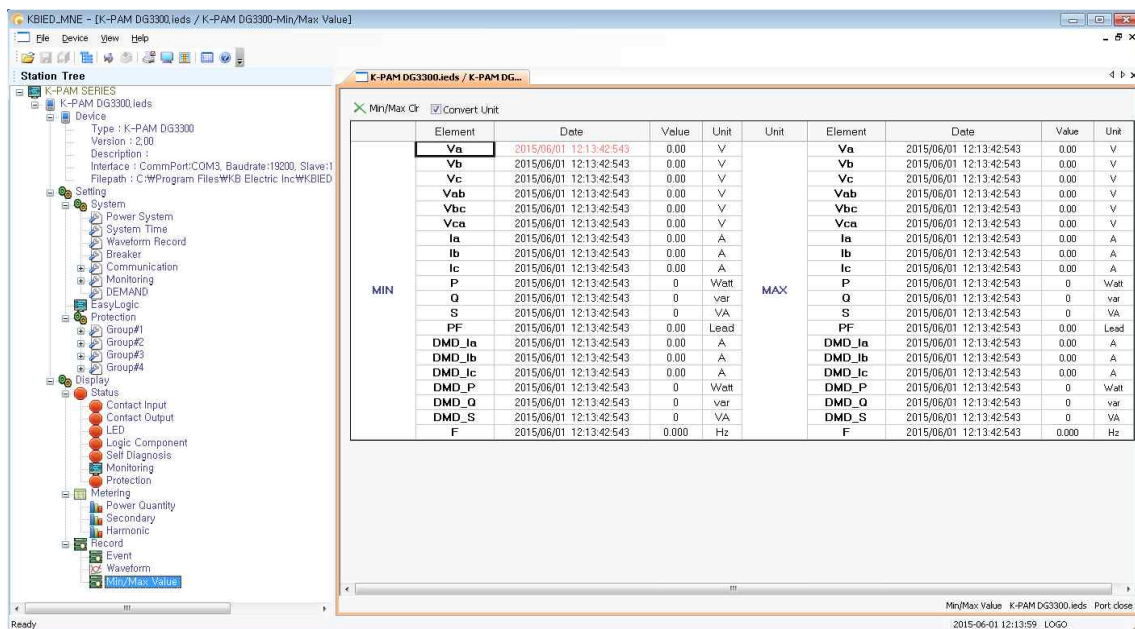 KBIED_MNE - [K-PAM DG3300.ieds / K-PAM DG3300-Min/Max Value]
File Device View Help
Station Tree
K-PAM SERIES
K-PAM DG3300.ieds
Device
Type : K-PAM DG3300
Version : 2.00
Description :
Interface : CommPort:COM3, Baudrate:19200, Slave:1
Filepath : C:₩Program Files₩KB Electric Inc₩KBIED
Setting
System
Power System
System Time
Waveform Record
Breaker
Communication
Monitoring
DEMAND
EasyLogic
Protection
Group#1
Group#2
Group#3
Group#4
Display
Status
Contact Input
Contact Output
LED
Logic Component
Self Diagnosis
Monitoring
Protection
Metering
Power Quantity
Secondary
Harmonic
Record
Event
Waveform
Min/Max Value
K-PAM DG3300.ieds / K-PAM DG...
Min/Max Clr Convert Unit
Element Date Value Unit Unit Element Date Value Unit
Va 2015/06/01 12:13:42:543 0.00 V Va 2015/06/01 12:13:42:543 0.00 V
Vb 2015/06/01 12:13:42:543 0.00 V Vb 2015/06/01 12:13:42:543 0.00 V
Vc 2015/06/01 12:13:42:543 0.00 V Vc 2015/06/01 12:13:42:543 0.00 V
Vab 2015/06/01 12:13:42:543 0.00 V Vab 2015/06/01 12:13:42:543 0.00 V
Vbc 2015/06/01 12:13:42:543 0.00 V Vbc 2015/06/01 12:13:42:543 0.00 V
Vca 2015/06/01 12:13:42:543 0.00 V Vca 2015/06/01 12:13:42:543 0.00 V
Ia 2015/06/01 12:13:42:543 0.00 A Ia 2015/06/01 12:13:42:543 0.00 A
Ib 2015/06/01 12:13:42:543 0.00 A Ib 2015/06/01 12:13:42:543 0.00 A
Ic 2015/06/01 12:13:42:543 0.00 A Ic 2015/06/01 12:13:42:543 0.00 A
P 2015/06/01 12:13:42:543 0 Watt P 2015/06/01 12:13:42:543 0 Watt
MIN Q 2015/06/01 12:13:42:543 0 var MAX Q 2015/06/01 12:13:42:543 0 var
S 2015/06/01 12:13:42:543 0 VA S 2015/06/01 12:13:42:543 0 VA
PF 2015/06/01 12:13:42:543 0.00 Lead PF 2015/06/01 12:13:42:543 0.00 Lead
DMD_Ia 2015/06/01 12:13:42:543 0.00 A DMD_Ia 2015/06/01 12:13:42:543 0.00 A
DMD_Ib 2015/06/01 12:13:42:543 0.00 A DMD_Ib 2015/06/01 12:13:42:543 0.00 A
DMD_Ic 2015/06/01 12:13:42:543 0.00 A DMD_Ic 2015/06/01 12:13:42:543 0.00 A
DMD_P 2015/06/01 12:13:42:543 0 Watt DMD_P 2015/06/01 12:13:42:543 0 Watt
DMD_Q 2015/06/01 12:13:42:543 0 var DMD_Q 2015/06/01 12:13:42:543 0 var
DMD_S 2015/06/01 12:13:42:543 0 VA DMD_S 2015/06/01 12:13:42:543 0 VA
F 2015/06/01 12:13:42:543 0.000 Hz F 2015/06/01 12:13:42:543 0.000 Hz
Min/Max Value K-PAM DG3300.ieds Port close
Ready 2015-06-01 12:13:59 LOGO